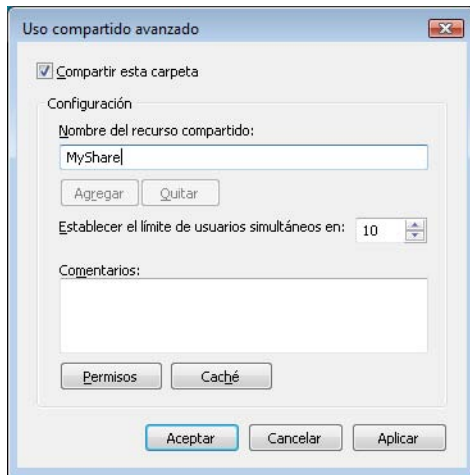 Uso compartido avanzado
Compartir esta carpeta
Configuración
Nombre del recurso compartido:
MyShare
Agregar Quitar
Establecer el límite de usuarios simultáneos en: 10
Comentarios:
Permisos Caché
Aceptar Cancelar Aplicar